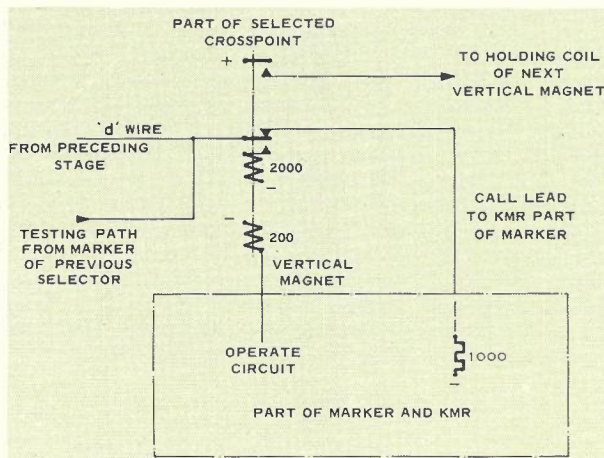 PART OF SELECTED
CROSSPOINT
+
TO HOLDING COIL
OF NEXT
VERTICAL MAGNET
'd' WIRE
FROM PRECEDING
STAGE
2000
−
TESTING PATH
FROM MARKER
OF PREVIOUS
SELECTOR
−
200
VERTICAL
MAGNET
CALL LEAD
TO KMR PART
OF MARKER
OPERATE
CIRCUIT
1000
−
PART OF MARKER AND KMR